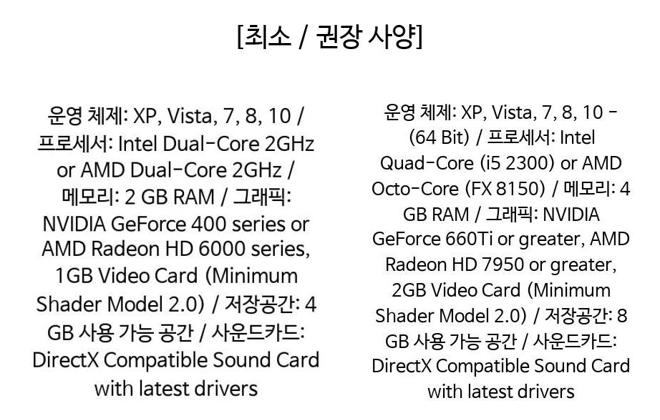 [최소 / 권장 사양]
운영 체제: XP, Vista, 7, 8, 10 /
프로세서: Intel Dual-Core 2GHz
or AMD Dual-Core 2GHz /
메모리: 2 GB RAM / 그래픽:
NVIDIA GeForce 400 series or
AMD Radeon HD 6000 series,
1GB Video Card (Minimum
Shader Model 2.0) / 저장공간: 4
GB 사용 가능 공간 / 사운드카드:
DirectX Compatible Sound Card
with latest drivers
운영 체제: XP, Vista, 7, 8, 10 -
(64 Bit) / 프로세서: Intel
Quad-Core (i5 2300) or AMD
Octo-Core (FX 8150) / 메모리: 4
GB RAM / 그래픽: NVIDIA
GeForce 660Ti or greater, AMD
Radeon HD 7950 or greater,
2GB Video Card (Minimum
Shader Model 2.0) / 저장공간: 8
GB 사용 가능 공간 / 사운드카드:
DirectX Compatible Sound Card
with latest drivers